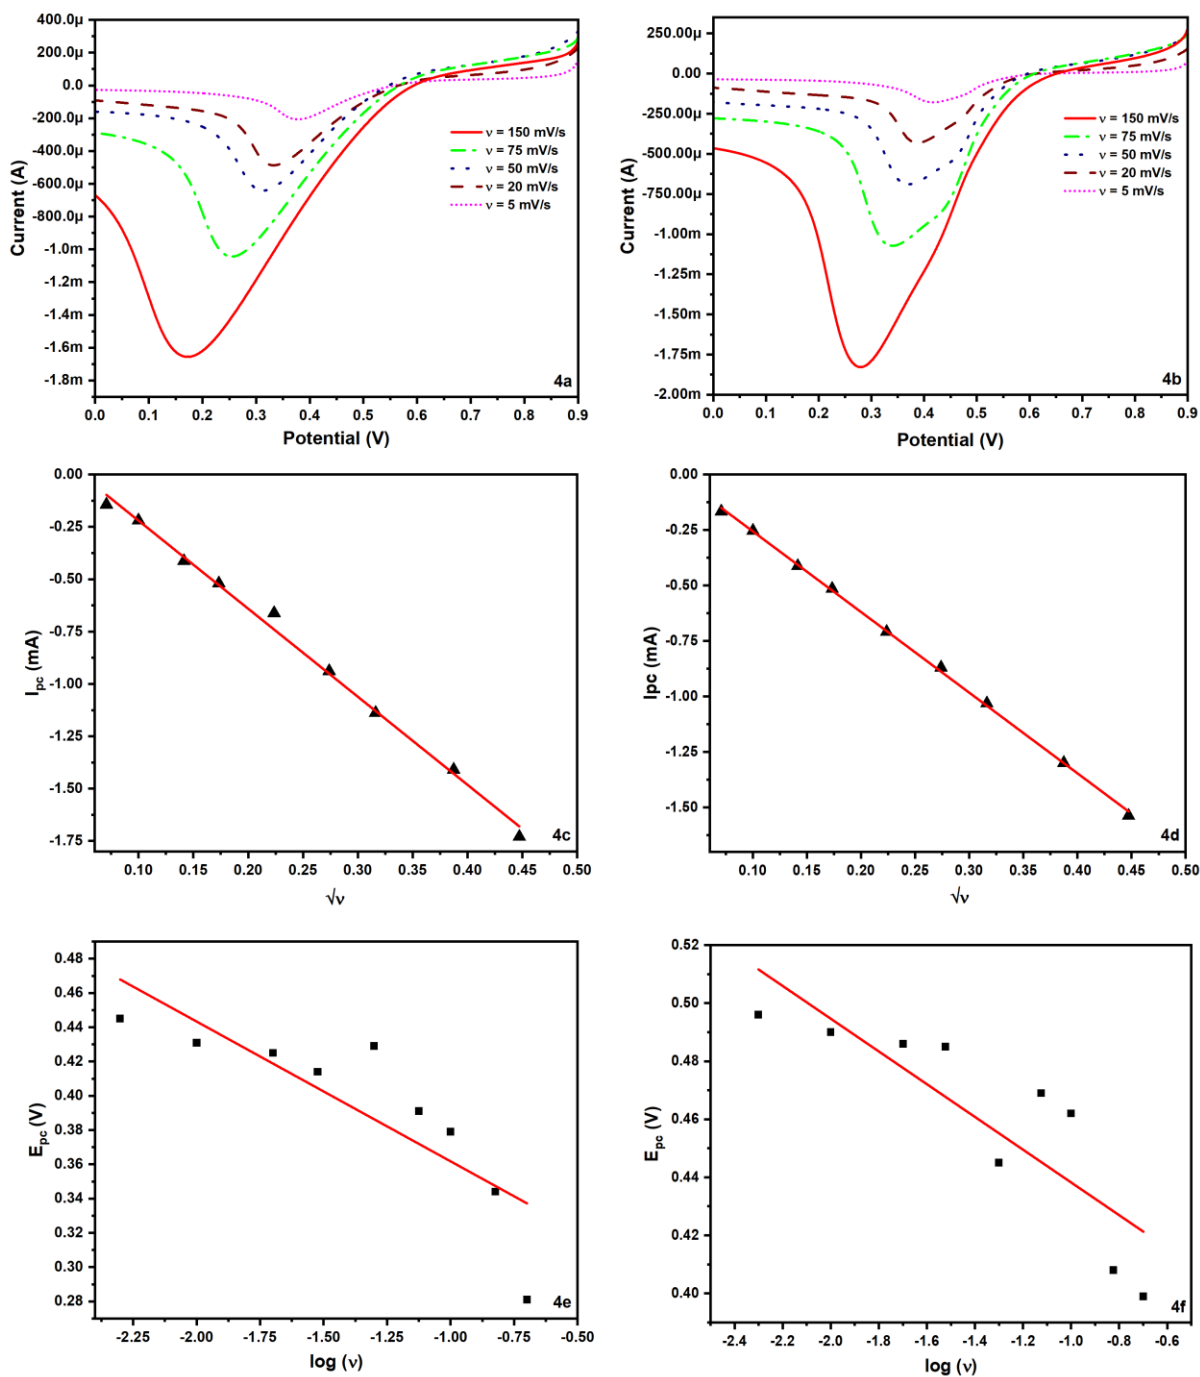 400.0µ
200.0µ
0.0
-200.0µ
-400.0µ
-600.0µ
-800.0µ
-1.0m
-1.2m
-1.4m
-1.6m
-1.8m
Current (A)
ν = 150 mV/s
ν = 75 mV/s
ν = 50 mV/s
ν = 20 mV/s
ν = 5 mV/s
4a
0.0 0.1 0.2 0.3 0.4 0.5 0.6 0.7 0.8 0.9
Potential (V)
250.00µ
0.00
-250.00µ
-500.00µ
-750.00µ
-1.00m
-1.25m
-1.50m
-1.75m
-2.00m
Current (A)
ν = 150 mV/s
ν = 75 mV/s
ν = 50 mV/s
ν = 20 mV/s
ν = 5 mV/s
4b
0.0 0.1 0.2 0.3 0.4 0.5 0.6 0.7 0.8 0.9
Potential (V)
0.00
-0.25
-0.50
-0.75
-1.00
-1.25
-1.50
-1.75
Ipc (mA)
4c
0.10 0.15 0.20 0.25 0.30 0.35 0.40 0.45 0.50
√ν
0.00
-0.25
-0.50
-0.75
-1.00
-1.25
-1.50
Ipc (mA)
4d
0.10 0.15 0.20 0.25 0.30 0.35 0.40 0.45 0.50
√ν
0.48
0.46
0.44
0.42
0.40
0.38
0.36
0.34
0.32
0.30
0.28
Epc (V)
4e
-2.25 -2.00 -1.75 -1.50 -1.25 -1.00 -0.75 -0.50
log (ν)
0.52
0.50
0.48
0.46
0.44
0.42
0.40
Epc (V)
4f
-2.4 -2.2 -2.0 -1.8 -1.6 -1.4 -1.2 -1.0 -0.8 -0.6
log (ν)